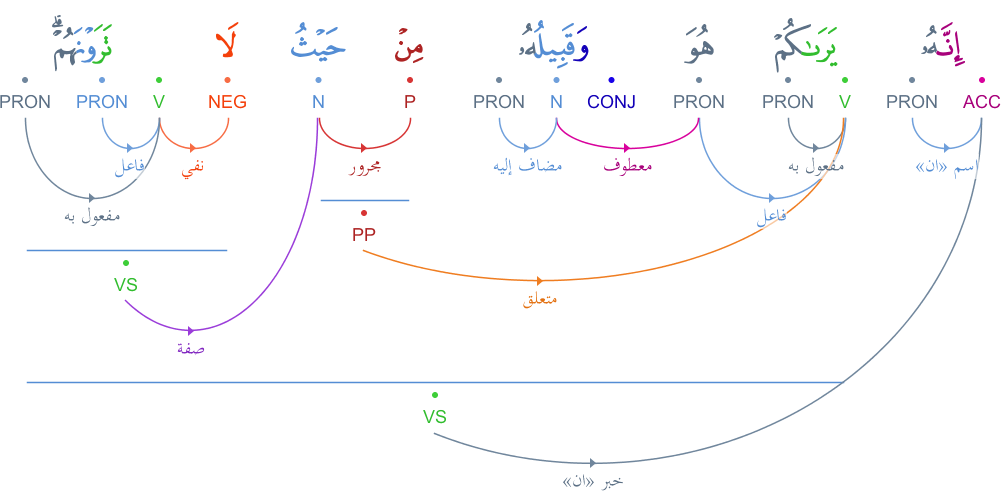 إِنَّهُۥ يَرَىٰكُمْ هُوَ وَقَبِيلُهُۥ مِنْ حَيْثُ لَا تَرَوْنَهُمْ ۗ
ACC PRON V PRON PRON CONJ N PRON P N NEG V PRON PRON
اسم «ان» مفعول به معطوف مضاف إليه مجرور نفي فاعل
فاعل مفعول به
PP
VS متعلق
صفة
VS
خبر «ان»